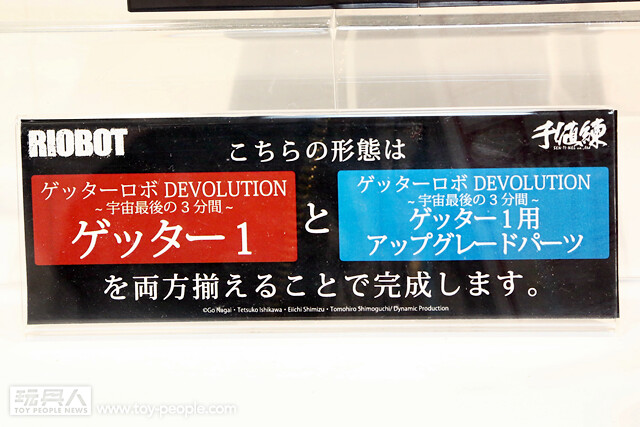 RIOBOT
千値練
SEN-TI-NEL co.,ltd
こちらの形態は
ゲッターロボ DEVOLUTION
~宇宙最後の3分間~
ゲッター1
と
ゲッターロボ DEVOLUTION
~宇宙最後の3分間~
ゲッター1用
アップグレードパーツ
を両方揃えることで完成します。
©Go Nagai・Tetsuko Ishikawa・Eiichi Shimizu・Tomohiro Shimoguchi/ Dynamic Production
玩具人
TOY PEOPLE NEWS
www.toy-people.com